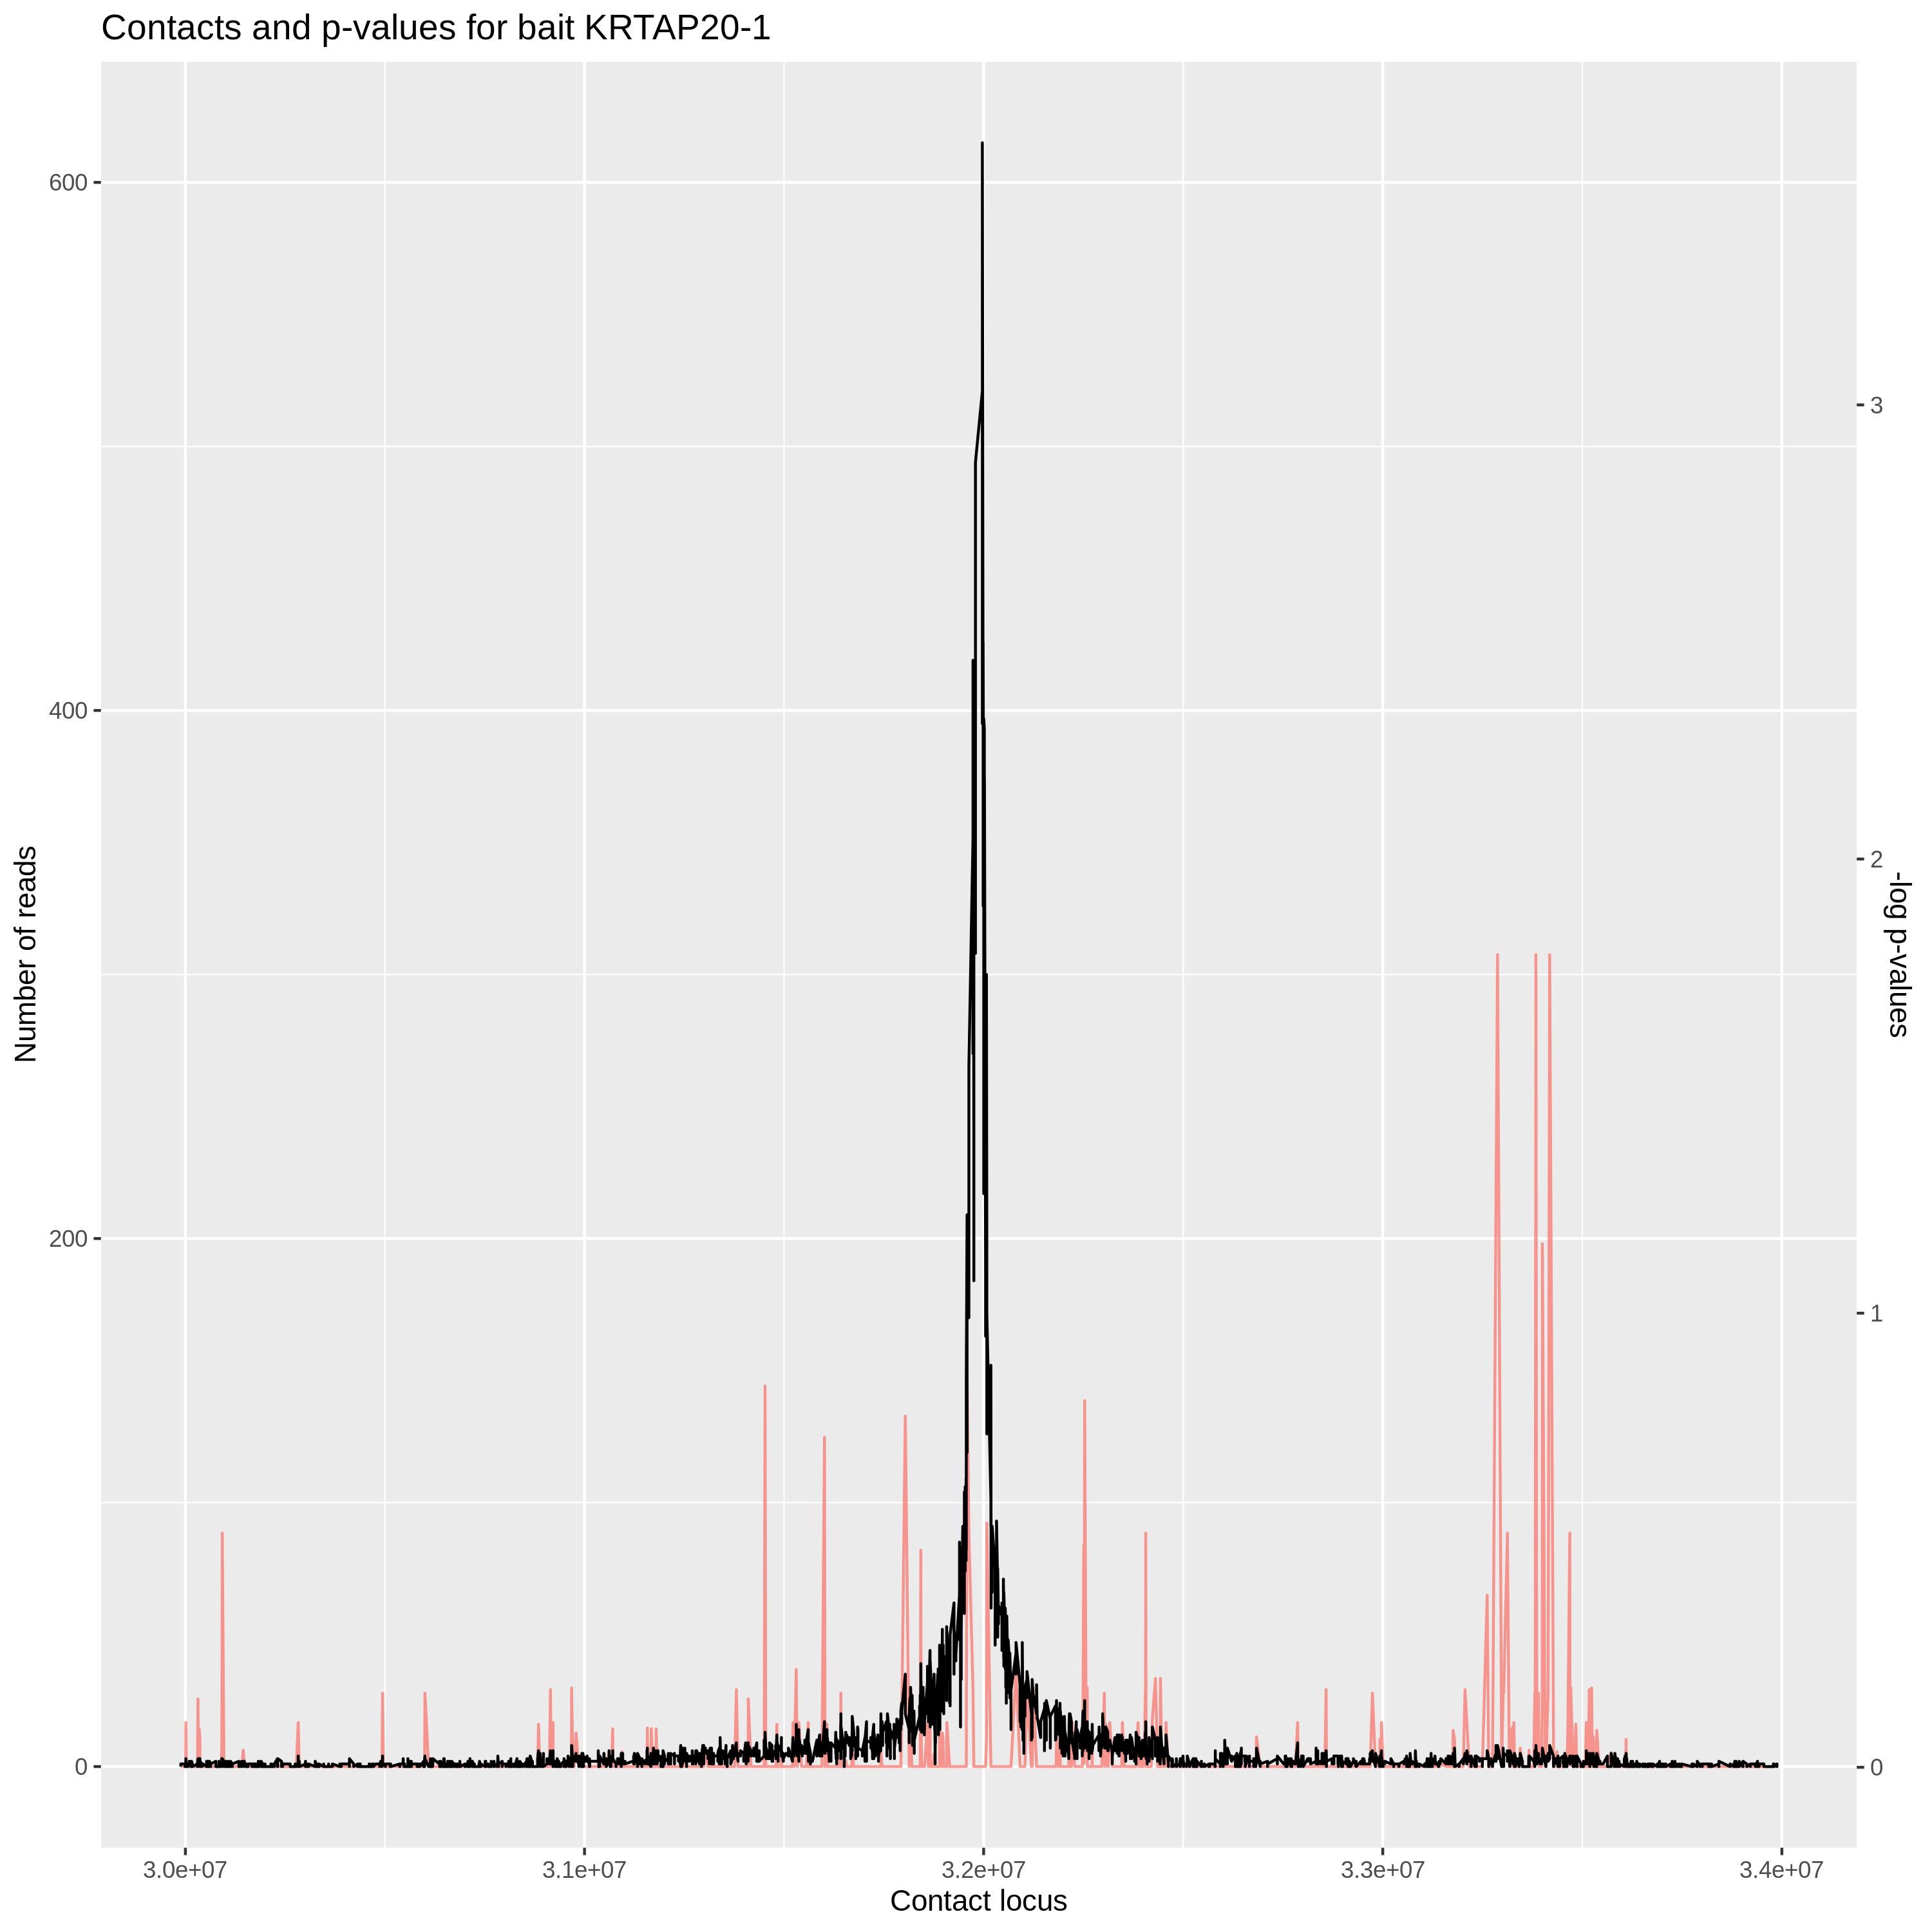 Contacts and p-values for bait KRTAP20-1
600
400
200
0
Number of reads
3
2
1
0
-log p-values
3.0e+07
3.1e+07
3.2e+07
3.3e+07
3.4e+07
Contact locus